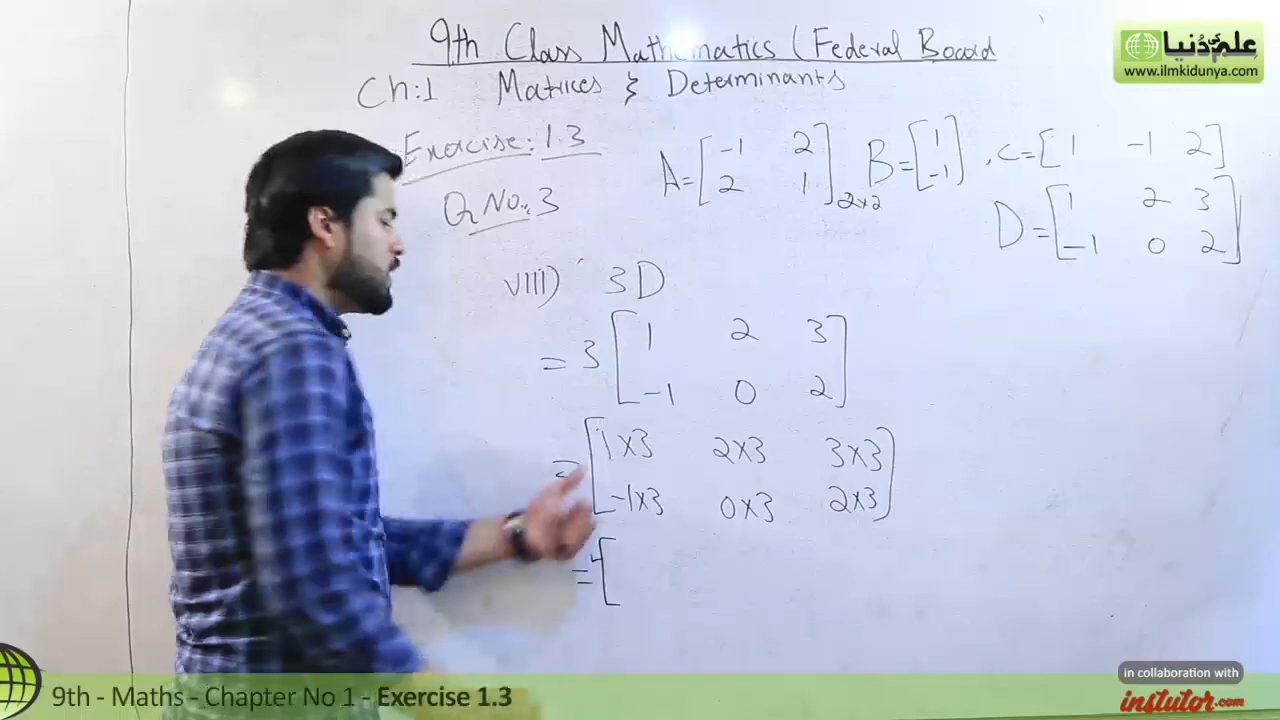 9th Class Mathematics (Federal Board
علم کی دُنیا
www.ilmkidunya.com
Ch:1 Matrices & Determinants
Exercise: 1.3
Q No: 3
A = [ -1 2
2 1 ] 2x2
B = [ 1
-1 ]
, C = [ 1 -1 2 ]
D = [ 1 2 3
-1 0 2 ]
VIII) 3D
= 3 [ 1 2 3
-1 0 2 ]
= [ 1x3 2x3 3x3
-1x3 0x3 2x3 ]
= [
in collaboration with
instutor.com
9th - Maths - Chapter No 1 - Exercise 1.3